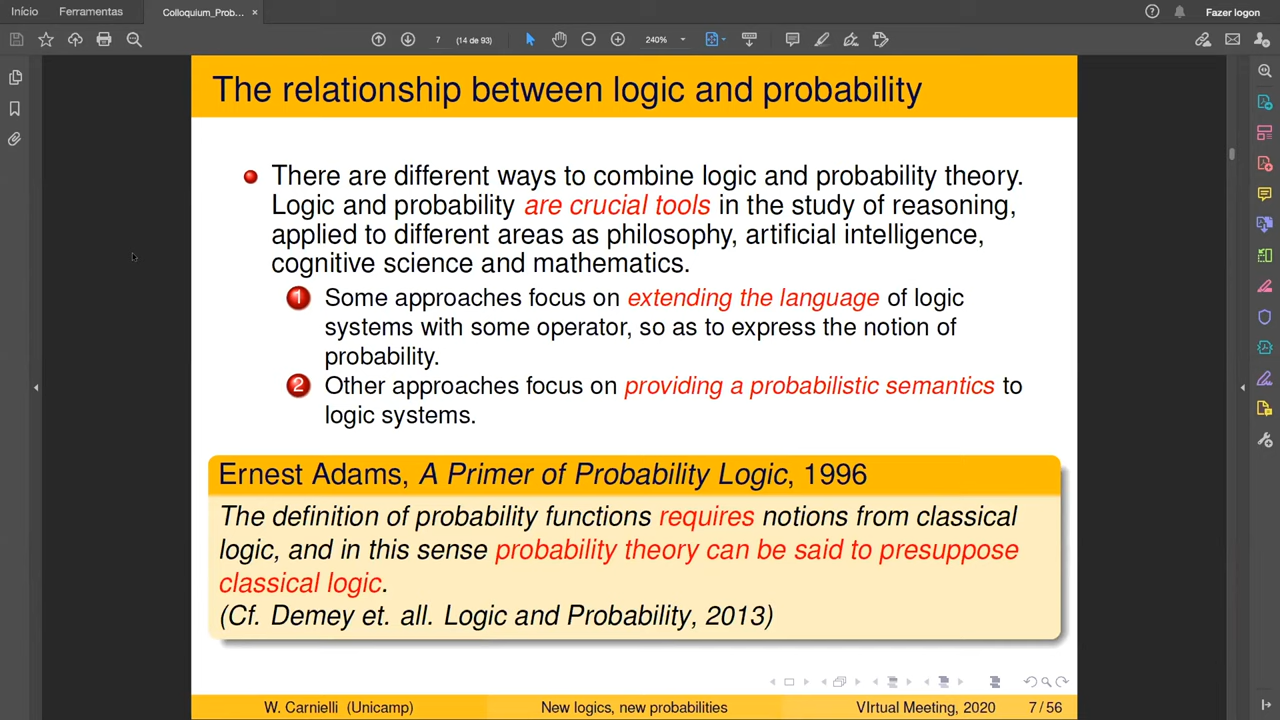 Início
Ferramentas
Colloquium_Prob...
×
Fazer logon
7
(14 de 93)
240%
The relationship between logic and probability
There are different ways to combine logic and probability theory.
Logic and probability are crucial tools in the study of reasoning,
applied to different areas as philosophy, artificial intelligence,
cognitive science and mathematics.
1 Some approaches focus on extending the language of logic
systems with some operator, so as to express the notion of
probability.
2 Other approaches focus on providing a probabilistic semantics to
logic systems.
Ernest Adams, A Primer of Probability Logic, 1996
The definition of probability functions requires notions from classical
logic, and in this sense probability theory can be said to presuppose
classical logic.
(Cf. Demey et. all. Logic and Probability, 2013)
W. Carnielli (Unicamp)
New logics, new probabilities
VIrtual Meeting, 2020
7 / 56